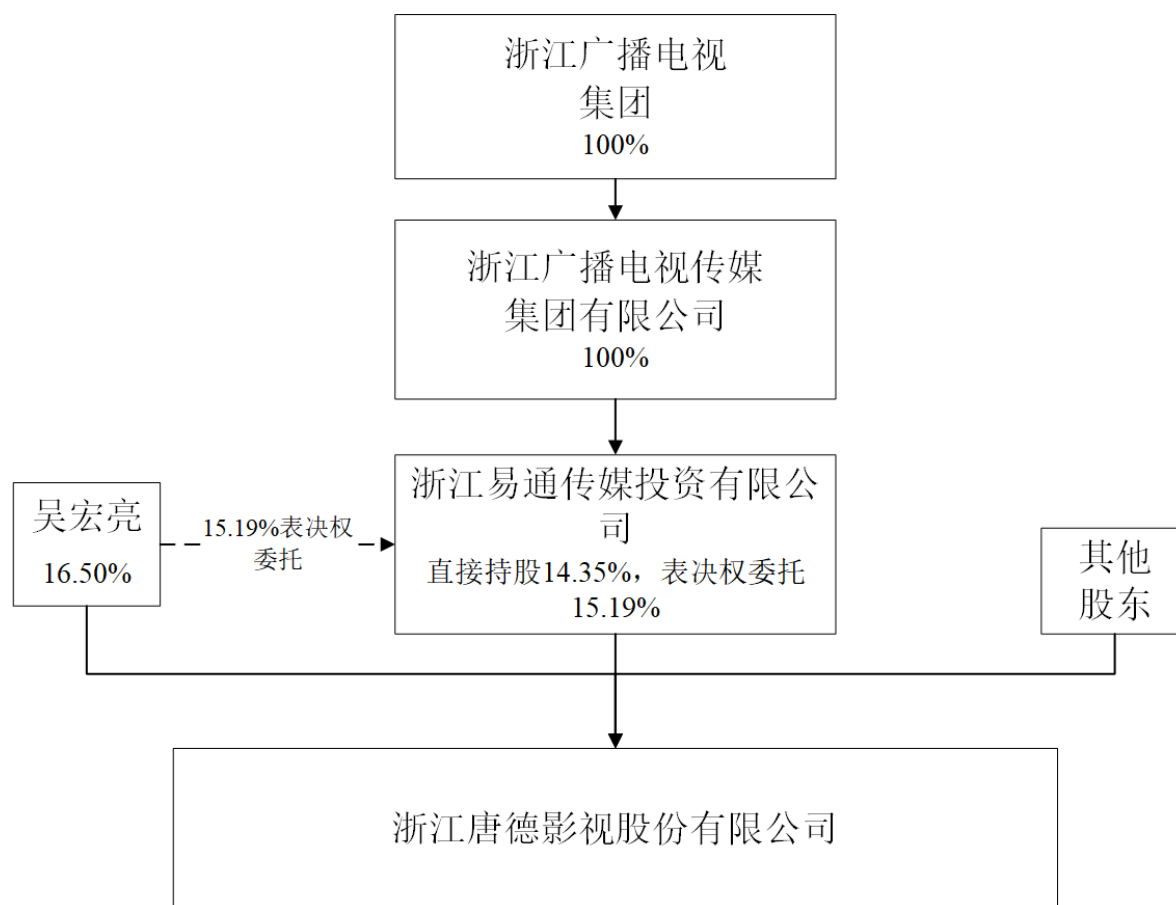 浙江广播电视
集团
100%
浙江广播电视传媒
集团有限公司
100%
吴宏亮
16.50%
15.19%表决权
委托
浙江易通传媒投资有限公
司
直接持股14.35%，表决权委托
15.19%
其他
股东
浙江唐德影视股份有限公司